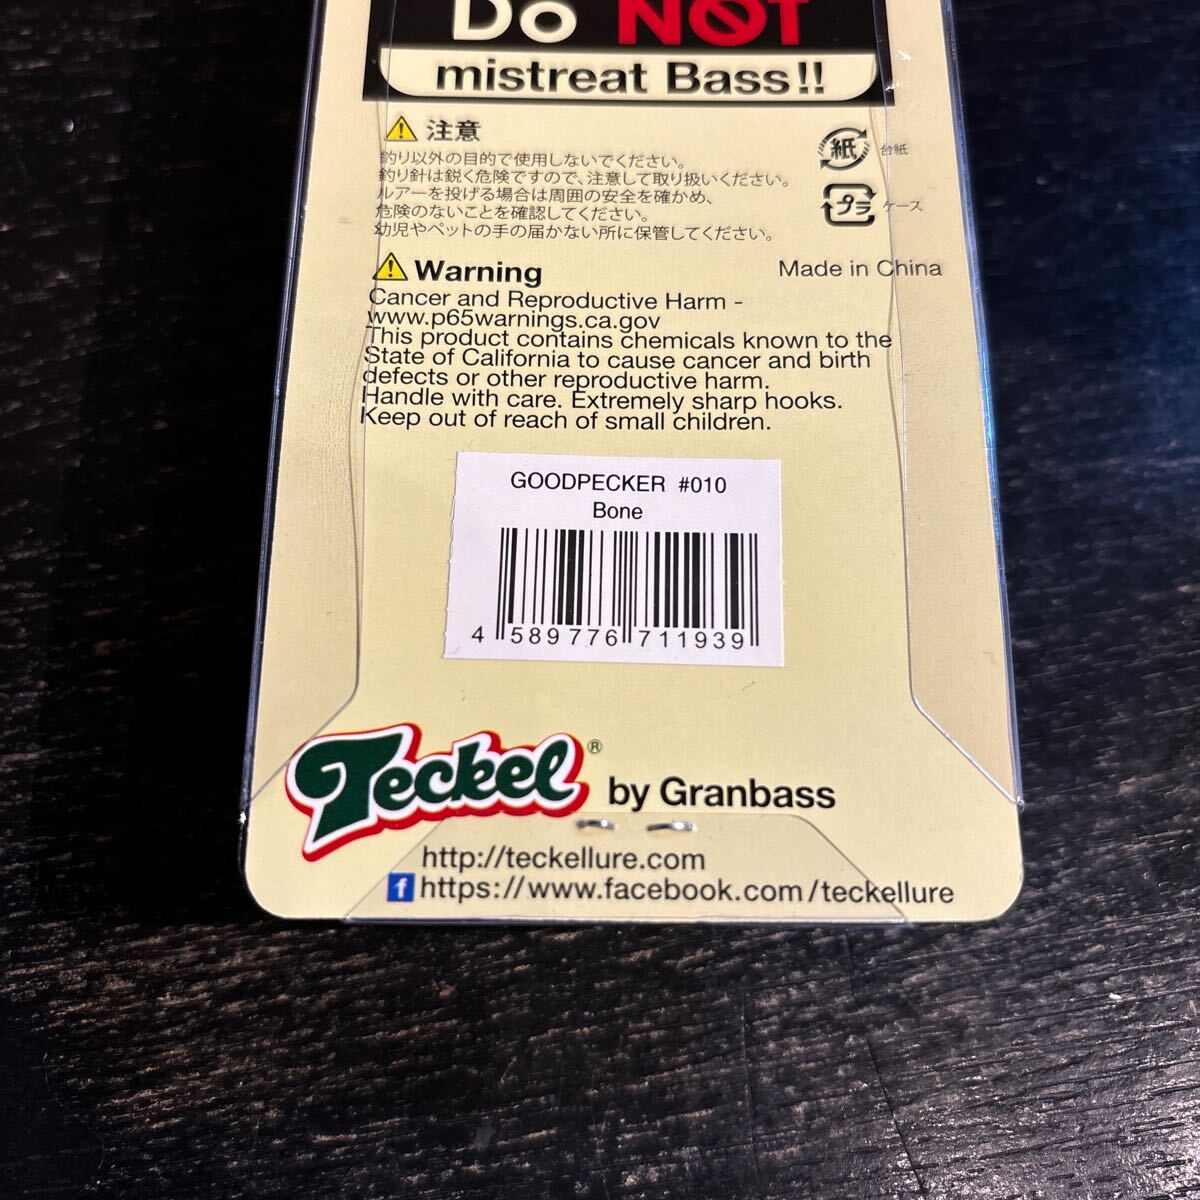 Do NOT
mistreat Bass!!
注意
釣り以外の目的で使用しないでください。
釣り針は鋭く危険ですので、注意して取り扱いください。
ルアーを投げる場合は周囲の安全を確かめ、
危険のないことを確認してください。
幼児やペットの手の届かない所に保管してください。
紙 台紙
プラ ケース
Warning
Made in China
Cancer and Reproductive Harm -
www.p65warnings.ca.gov
This product contains chemicals known to the
State of California to cause cancer and birth
defects or other reproductive harm.
Handle with care. Extremely sharp hooks.
Keep out of reach of small children.
GOODPECKER #010
Bone
4 589776 711939
Teckel® by Granbass
http://teckellure.com
f https://www.facebook.com/teckellure